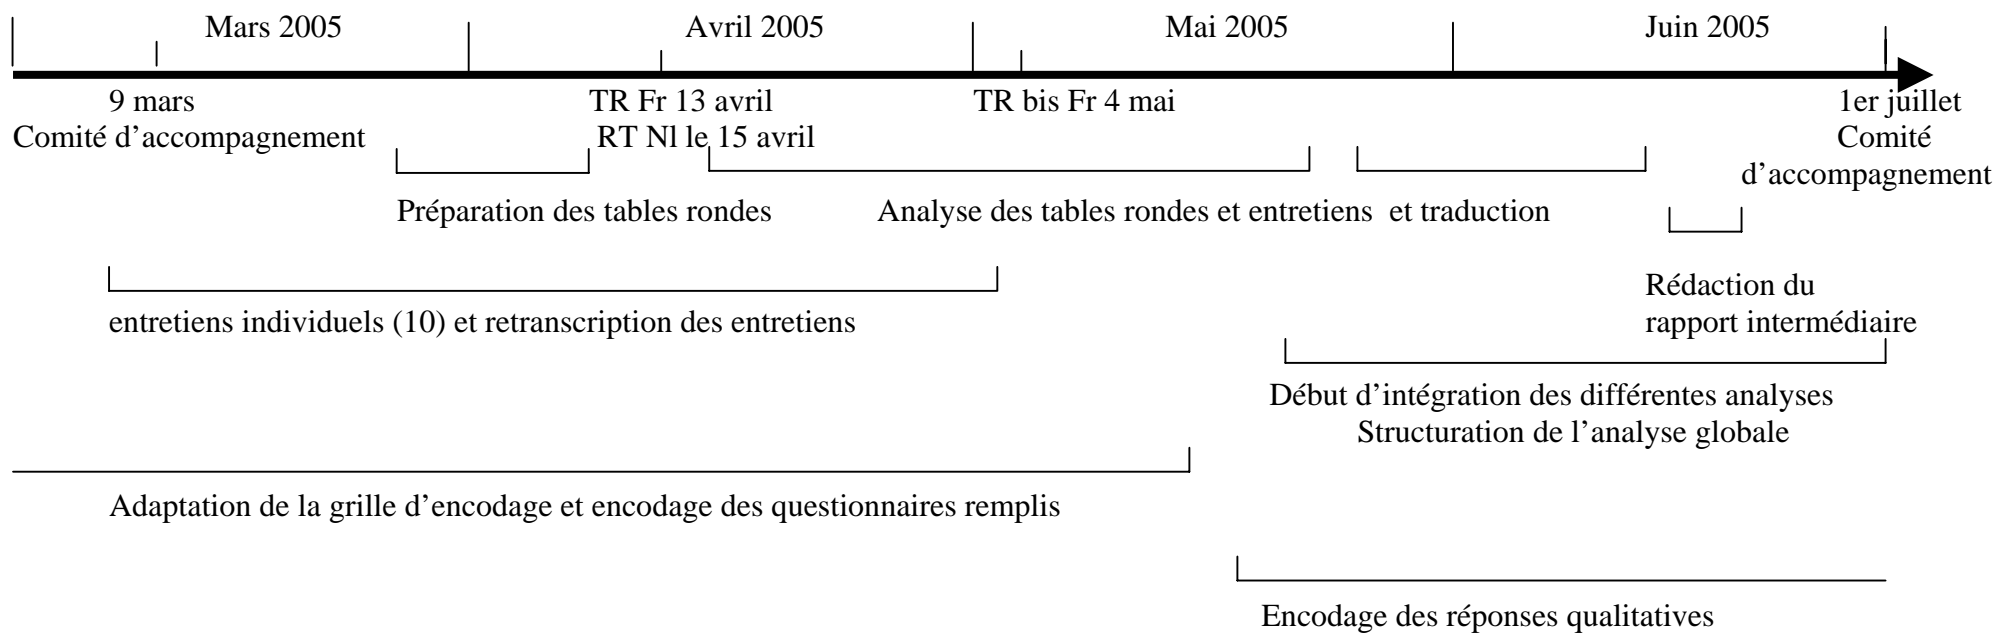 Mars 2005
Avril 2005
Mai 2005
Juin 2005
9 mars
Comité d’accompagnement
TR Fr 13 avril
RT Nl le 15 avril
TR bis Fr 4 mai
1er juillet
Comité
d’accompagnement
Préparation des tables rondes
Analyse des tables rondes et entretiens et traduction
entretiens individuels (10) et retranscription des entretiens
Rédaction du
rapport intermédiaire
Début d’intégration des différentes analyses
Structuration de l’analyse globale
Adaptation de la grille d’encodage et encodage des questionnaires remplis
Encodage des réponses qualitatives